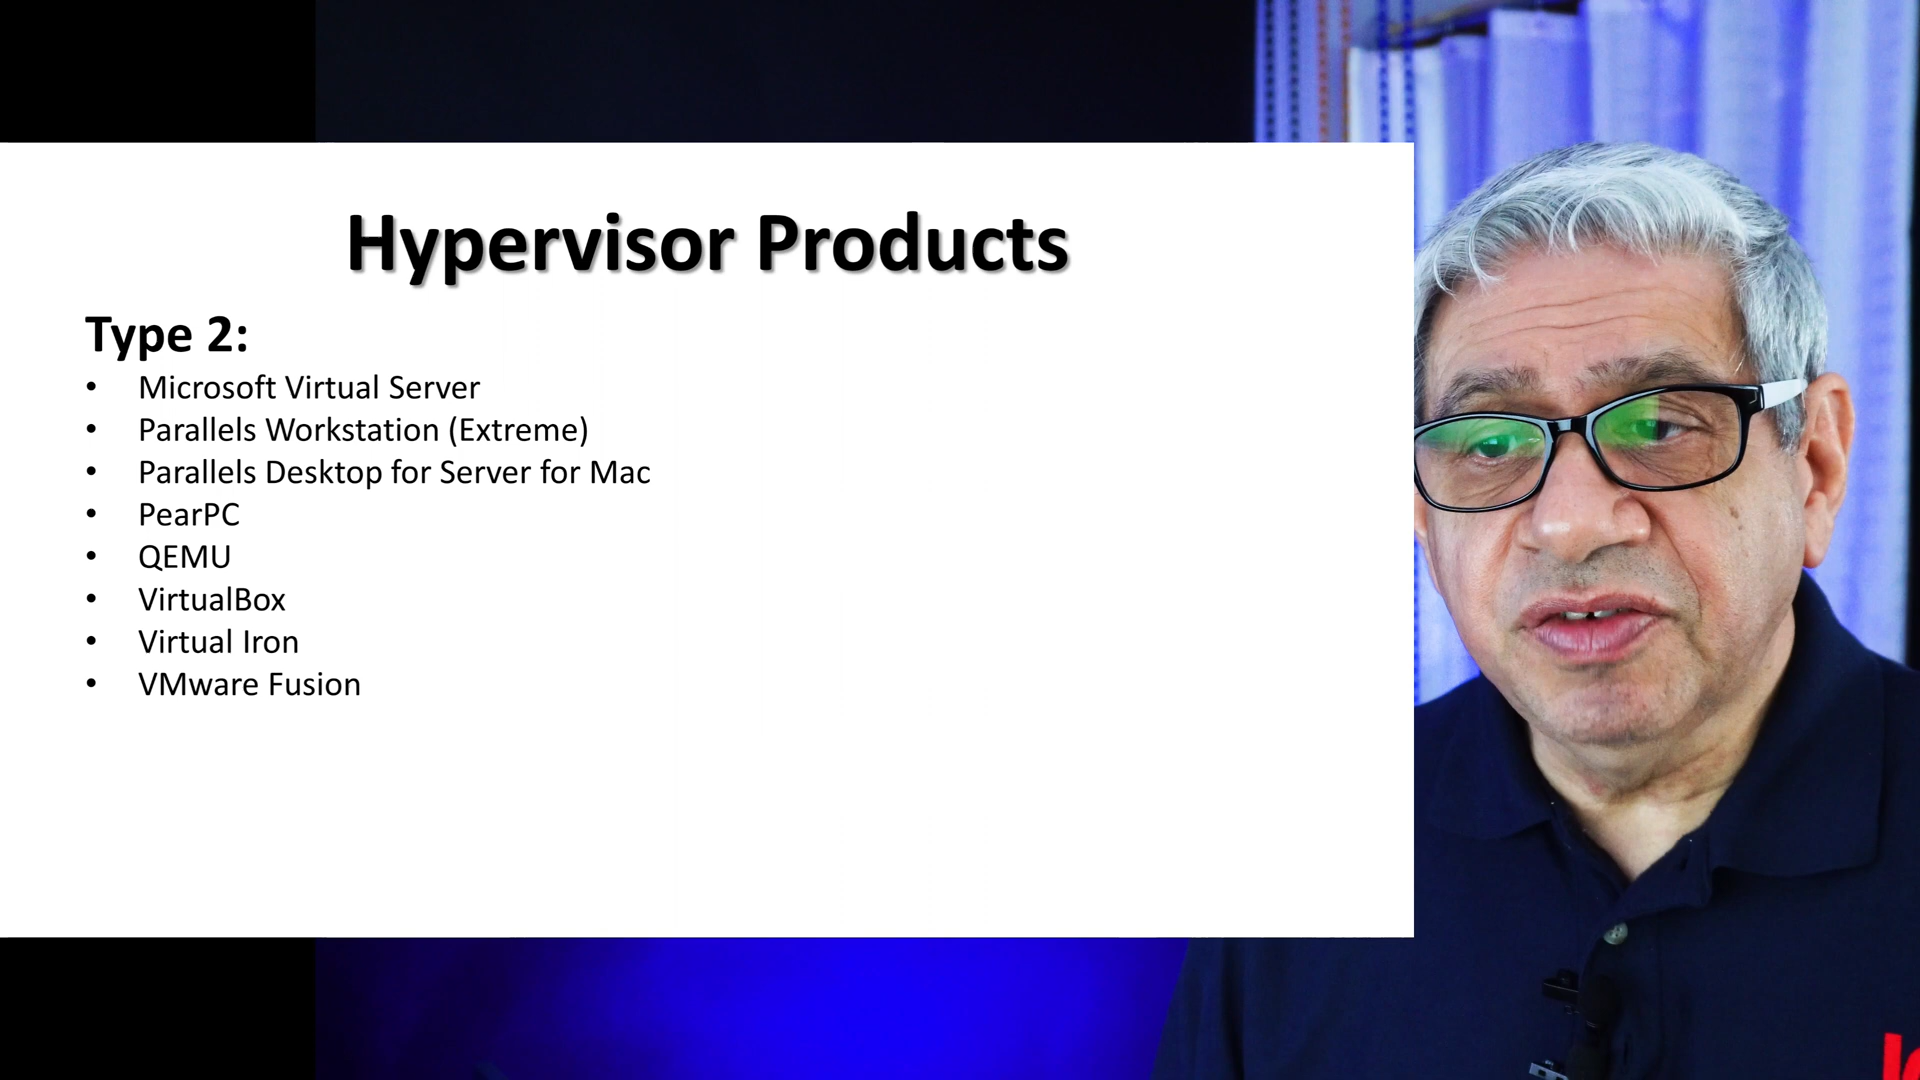 Hypervisor Products
Type 2:
• Microsoft Virtual Server
• Parallels Workstation (Extreme)
• Parallels Desktop for Server for Mac
• PearPC
• QEMU
• VirtualBox
• Virtual Iron
• VMware Fusion